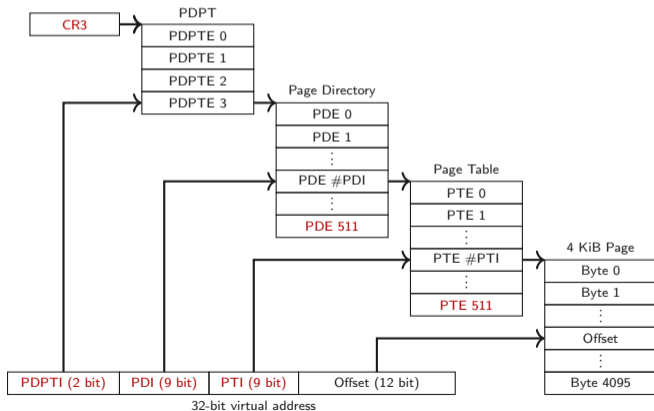 PDPT
CR3
PDPTE 0
PDPTE 1
PDPTE 2
PDPTE 3
Page Directory
PDE 0
PDE 1
⋮
PDE #PDI
⋮
PDE 511
Page Table
PTE 0
PTE 1
⋮
PTE #PTI
⋮
PTE 511
4 KiB Page
Byte 0
Byte 1
⋮
Offset
⋮
Byte 4095
PDPTI (2 bit) PDI (9 bit) PTI (9 bit) Offset (12 bit)
32-bit virtual address